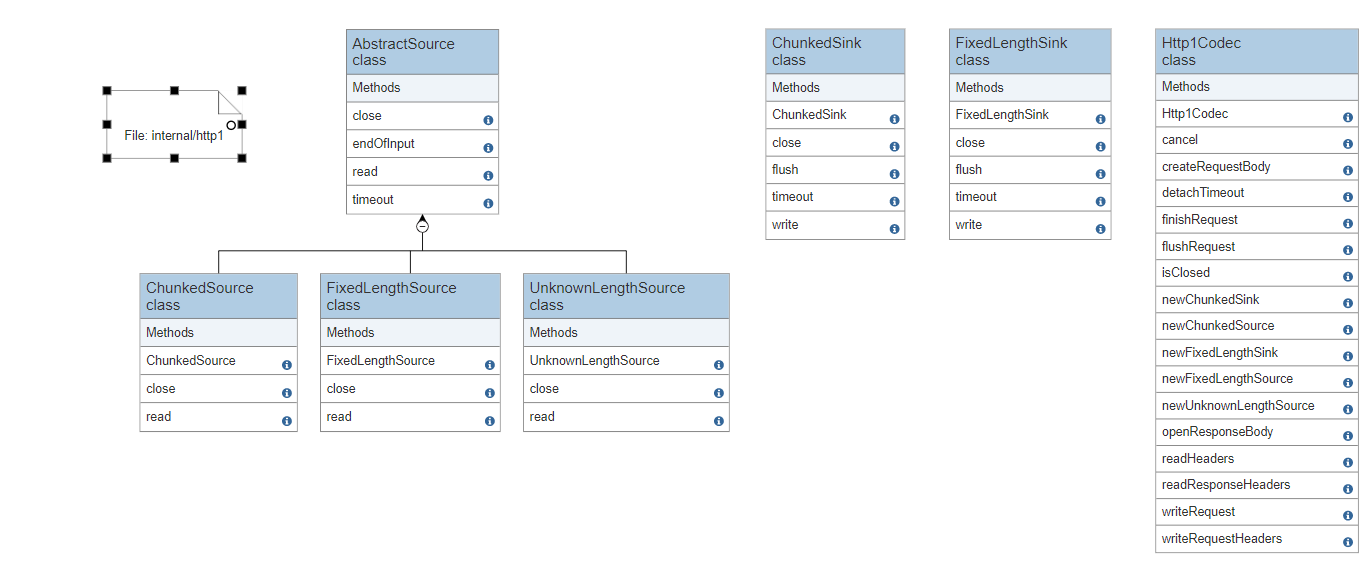 File: internal/http1
AbstractSource
class
Methods
close
endOfInput
read
timeout
ChunkedSource
class
Methods
ChunkedSource
close
read
FixedLengthSource
class
Methods
FixedLengthSource
close
read
UnknownLengthSource
class
Methods
UnknownLengthSource
close
read
ChunkedSink
class
Methods
ChunkedSink
close
flush
timeout
write
FixedLengthSink
class
Methods
FixedLengthSink
close
flush
timeout
write
Http1Codec
class
Methods
Http1Codec
cancel
createRequestBody
detachTimeout
finishRequest
flushRequest
isClosed
newChunkedSink
newChunkedSource
newFixedLengthSink
newFixedLengthSource
newUnknownLengthSource
openResponseBody
readHeaders
readResponseHeaders
writeRequest
writeRequestHeaders